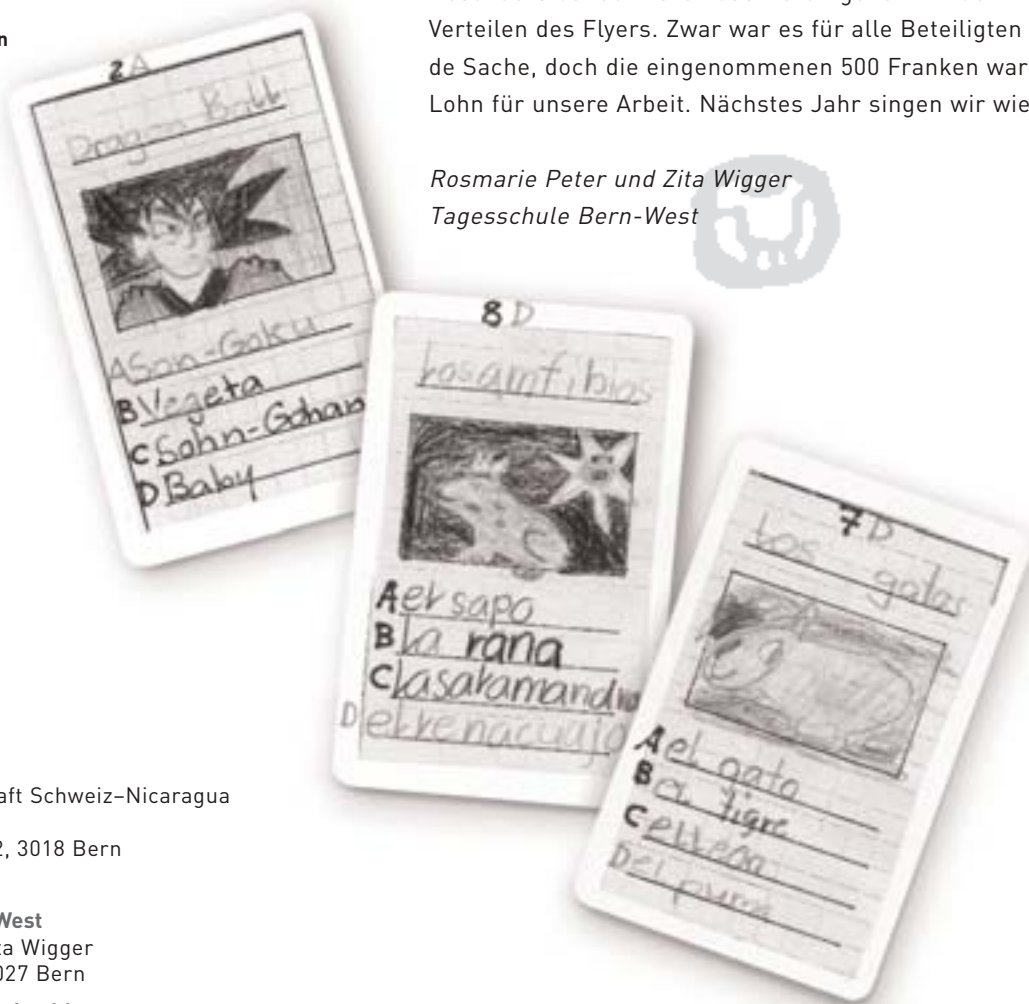 n
Verteilen des Flyers. Zwar war es für alle Beteiligten
de Sache, doch die eingenommenen 500 Franken war
Lohn für unsere Arbeit. Nächstes Jahr singen wir wie
Rosmarie Peter und Zita Wigger
Tagesschule Bern-West
2A
Dragon Ball
A Son-Goku
B Vegeta
C Sohn-Gohan
D Baby
8D
Los amfibios
A el sapo
B la rana
C la salamandra
D el renacuajo
7D
Los gatos
A el gato
B el tigre
C el leon
D el puma
aft Schweiz–Nicaragua
2, 3018 Bern
West
ta Wigger
027 Bern